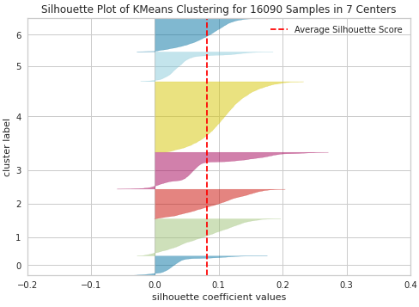 Silhouette Plot of KMeans Clustering for 16090 Samples in 7 Centers
Average Silhouette Score
6
5
4
3
2
1
0
cluster label
−0.2 −0.1 0.0 0.1 0.2 0.3 0.4
silhouette coefficient values